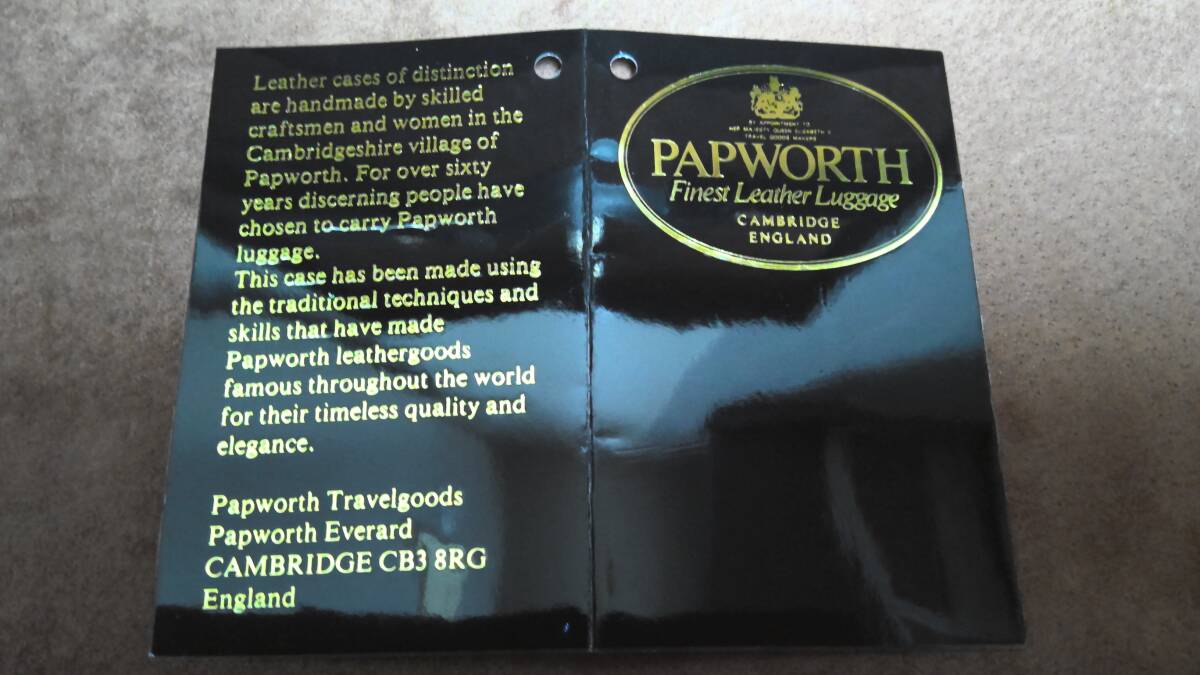 Leather cases of distinction
are handmade by skilled
craftsmen and women in the
Cambridgeshire village of
Papworth. For over sixty
years discerning people have
chosen to carry Papworth
luggage.
This case has been made using
the traditional techniques and
skills that have made
Papworth leathergoods
famous throughout the world
for their timeless quality and
elegance.
Papworth Travelgoods
Papworth Everard
CAMBRIDGE CB3 8RG
England
BY APPOINTMENT TO
HER MAJESTY QUEEN ELIZABETH II
TRAVEL GOODS MAKERS
PAPWORTH
Finest Leather Luggage
CAMBRIDGE
ENGLAND